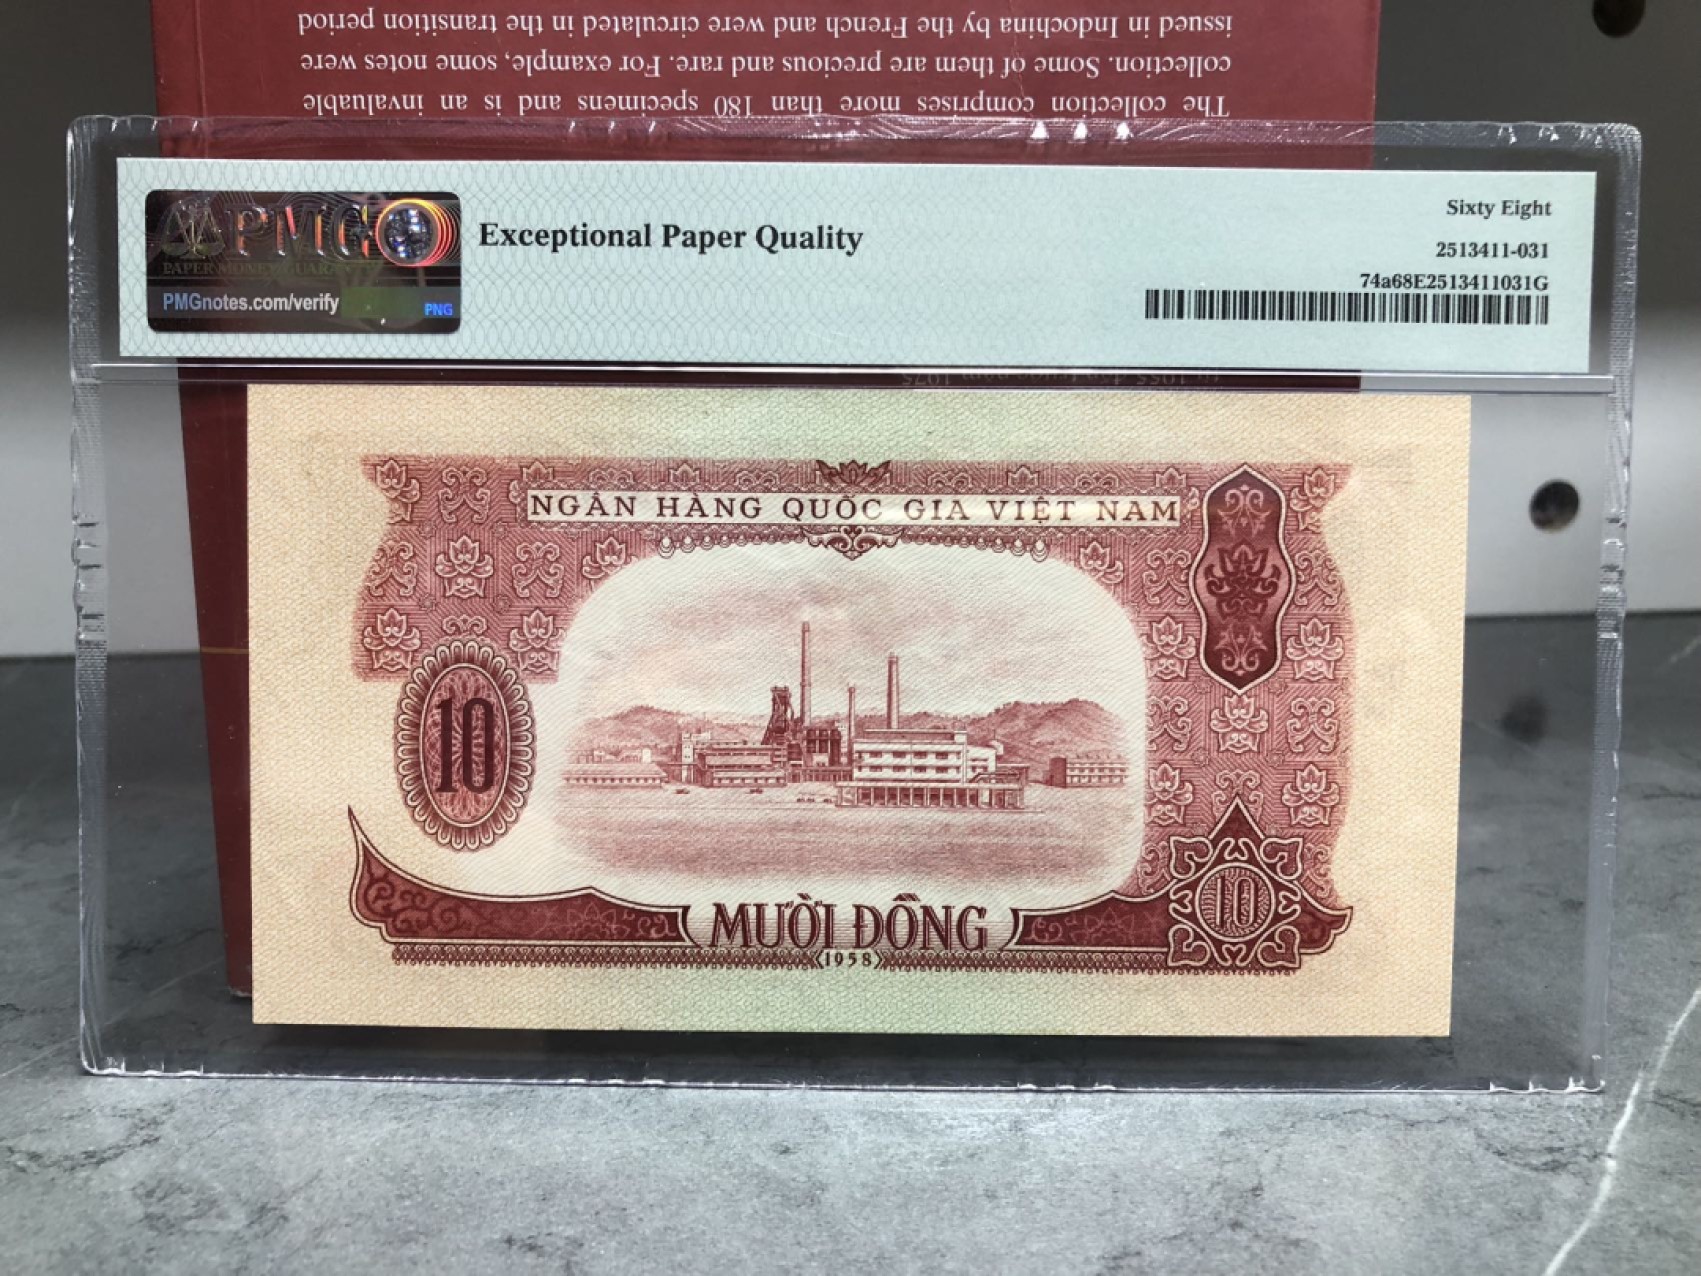 issued in Indochina by the French and were circulated in the transition period
collection. Some of them are precious and rare. For example, some notes were
The collection comprises more than 180 specimens and is an invaluable
PMG
PAPER MONEY GUARANTY
PMGnotes.com/verify
PNG
Exceptional Paper Quality
Sixty Eight
2513411-031
74a68E2513411031G
NGÂN HÀNG QUỐC GIA VIỆT NAM
10
10
MƯỜI ĐỒNG
1958